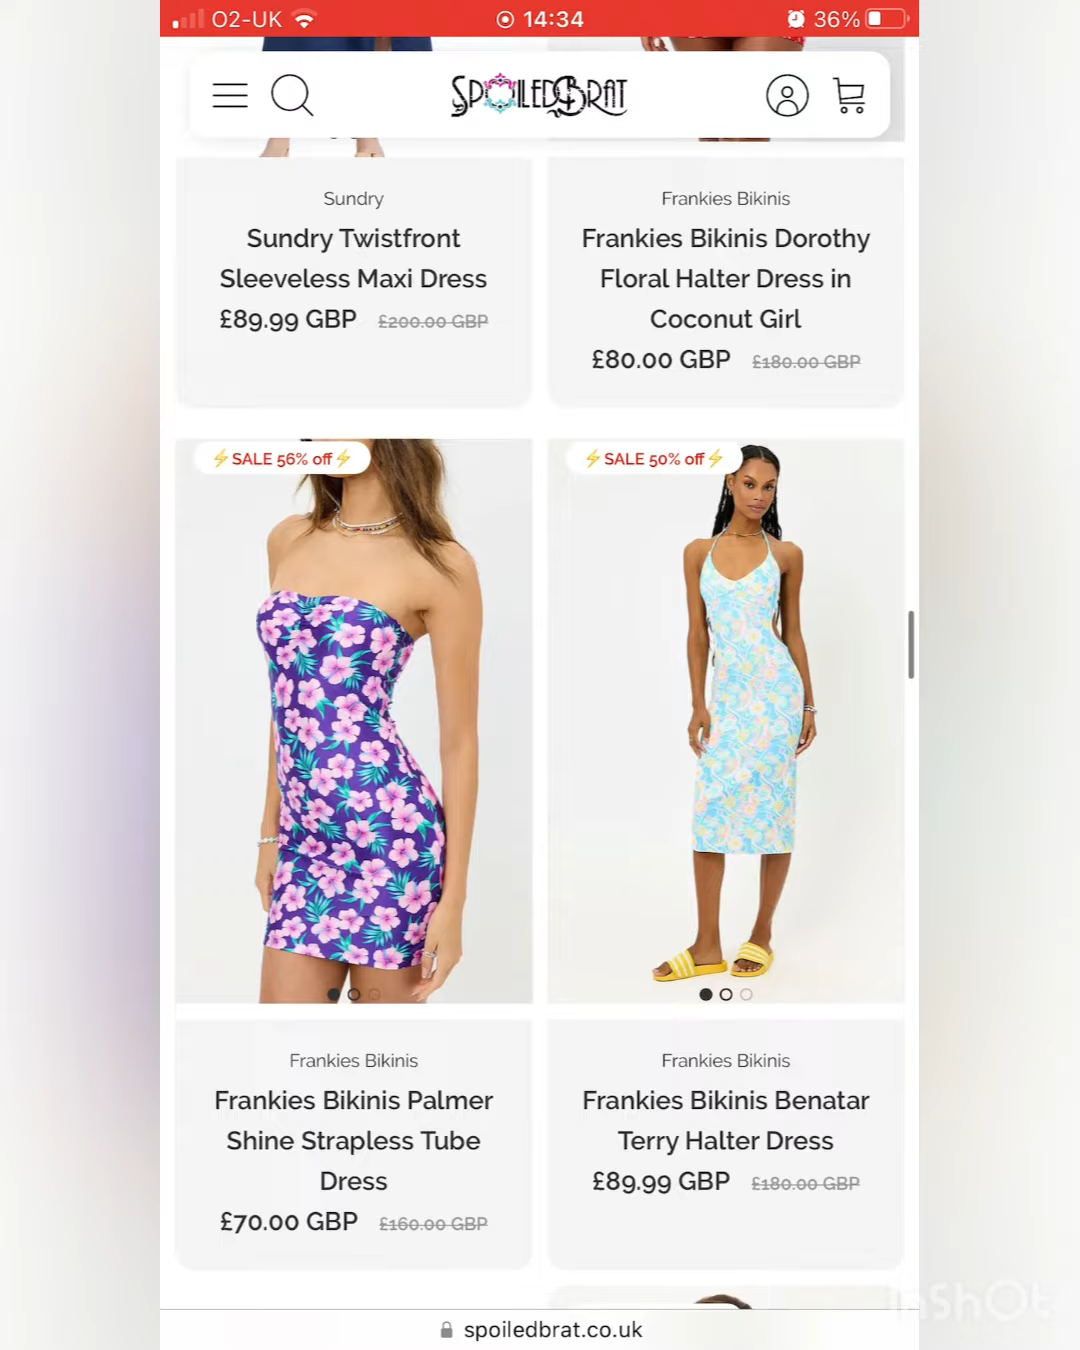 O2-UK 14:34 36%
SPOILEDBRAT
Sundry
Sundry Twistfront
Sleeveless Maxi Dress
£89.99 GBP £200.00 GBP
Frankies Bikinis
Frankies Bikinis Dorothy
Floral Halter Dress in
Coconut Girl
£80.00 GBP £180.00 GBP
⚡SALE 56% off⚡
⚡SALE 50% off⚡
Frankies Bikinis
Frankies Bikinis Palmer
Shine Strapless Tube
Dress
£70.00 GBP £160.00 GBP
Frankies Bikinis
Frankies Bikinis Benatar
Terry Halter Dress
£89.99 GBP £180.00 GBP
InShOt
spoiledbrat.co.uk